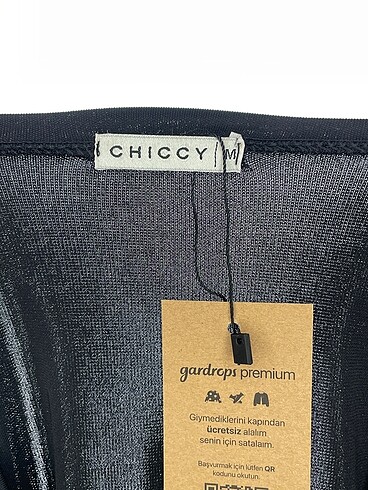 CHICCY M
gardrops premium
Giymediklerini kapından
ücretsiz alalım
senin için satalım.
Başvurmak için lütfen QR
kodunu okutun.